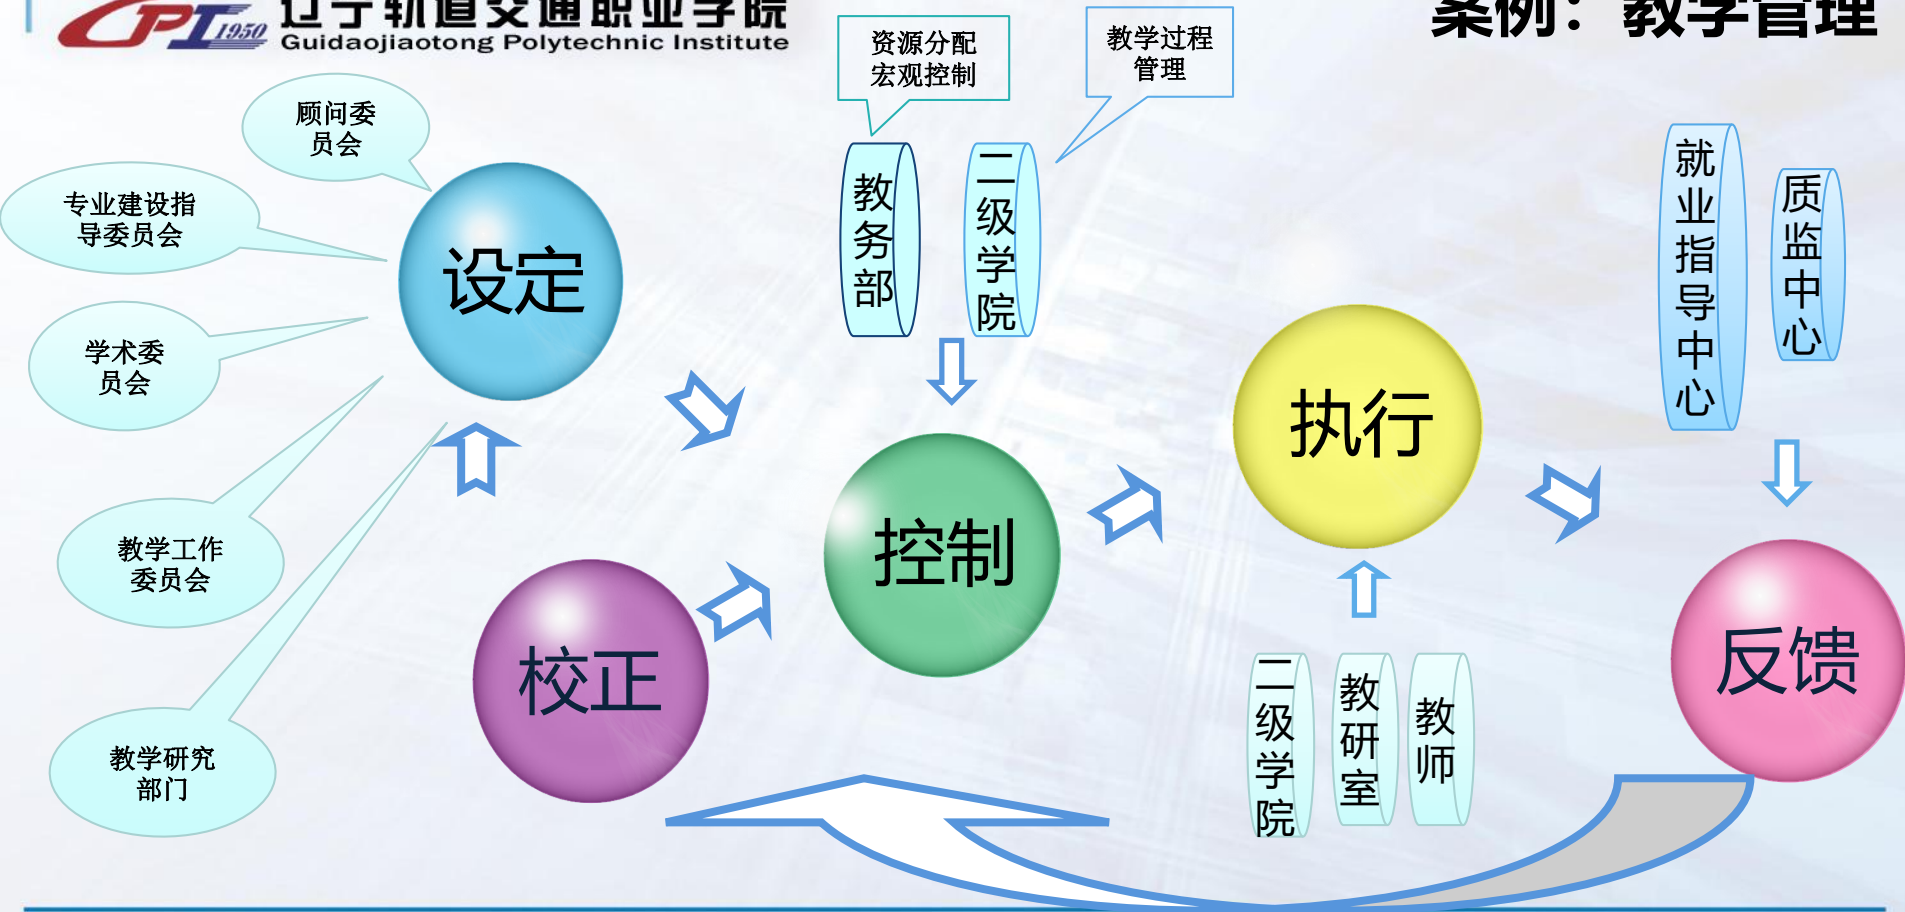 CPI 1950
辽宁轨道交通职业学院
Guidaojiaotong Polytechnic Institute
案例：教学管理
资源分配
宏观控制
教学过程
管理
顾问委
员会
专业建设指
导委员会
学术委
员会
教学工作
委员会
教学研究
部门
设定
教务部
二级学院
就业指导中心
质监中心
控制
执行
校正
反馈
二级学院
教研室
教师